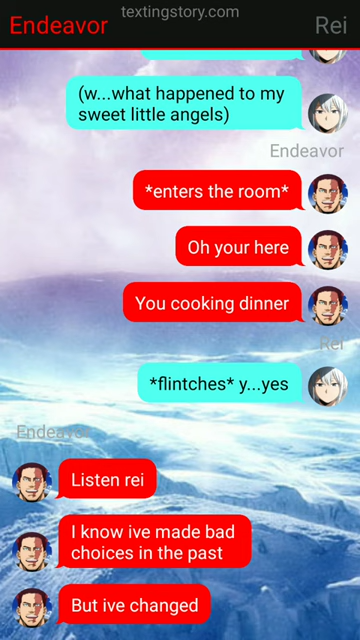 textingstory.com
Endeavor
Rei
(w...what happened to my
sweet little angels)
Endeavor
*enters the room*
Oh your here
You cooking dinner
Rei
*flintches* y...yes
Endeavor
Listen rei
I know ive made bad
choices in the past
But ive changed